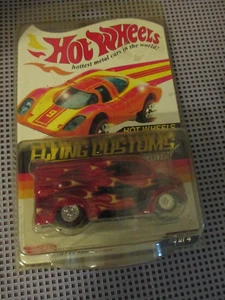 Hot Wheels
hottest metal cars in the world!
HOT WHEELS
FLYING CUSTOMS